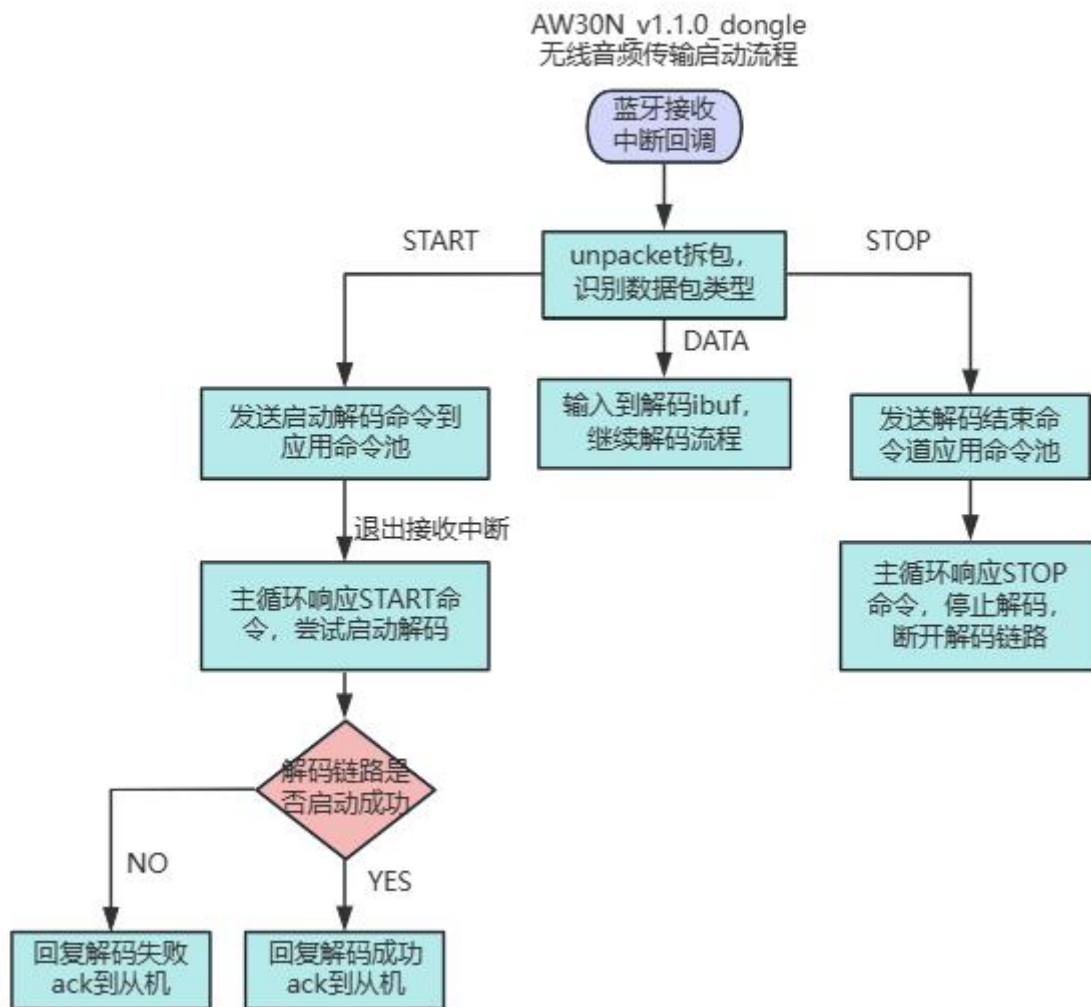 AW30N_v1.1.0_dongle
无线音频传输启动流程
蓝牙接收
中断回调
START
unpacket拆包,
识别数据包类型
STOP
DATA
发送启动解码命令到
应用命令池
输入到解码ibuf,
继续解码流程
发送解码结束命
令道应用命令池
退出接收中断
主循环响应START命
令，尝试启动解码
主循环响应STOP
命令，停止解码，
断开解码链路
解码链路是
否启动成功
NO
YES
回复解码失败
ack到从机
回复解码成功
ack到从机